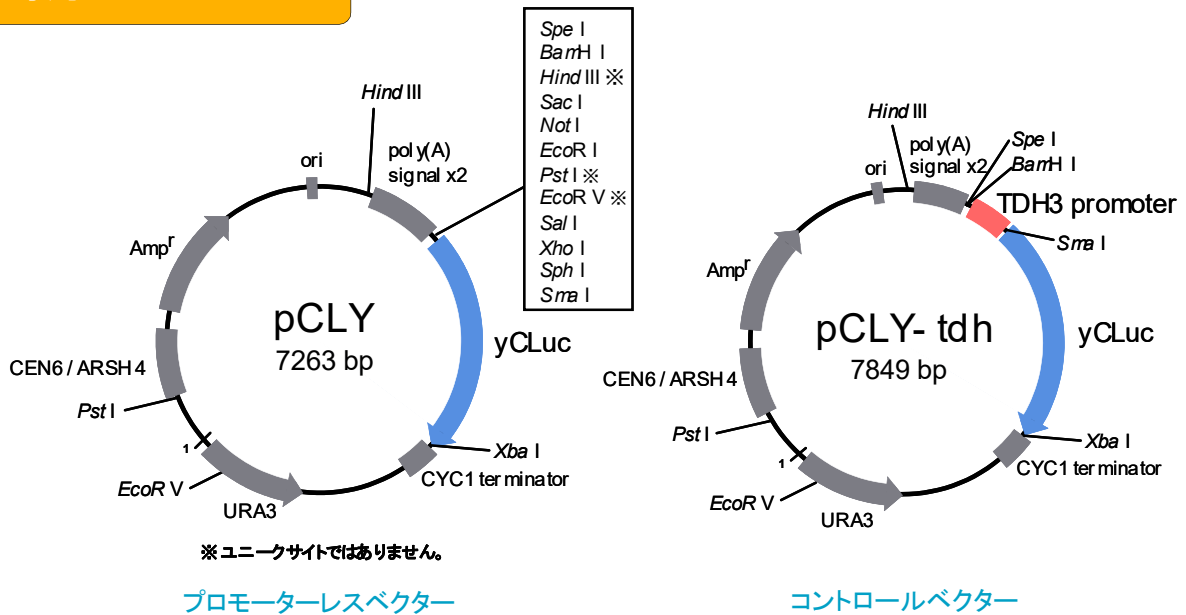 Spe I
BamH I
Hind III ※
Sac I
Not I
EcoR I
Pst I ※
EcoR V ※
Sal I
Xho I
Sph I
Sma I
Hind III
ori
poly(A)
signal x2
Ampʳ
pCLY
7263 bp
yCLuc
CEN6 / ARSH4
Pst I
1
EcoR V
URA3
Xba I
CYC1 terminator
※ユニークサイトではありません。
プロモーターレスベクター
Hind III
ori
poly(A)
signal x2
Spe I
BamH I
TDH3 promoter
Sma I
Ampʳ
pCLY- tdh
7849 bp
yCLuc
CEN6 / ARSH4
Pst I
1
EcoR V
URA3
Xba I
CYC1 terminator
コントロールベクター